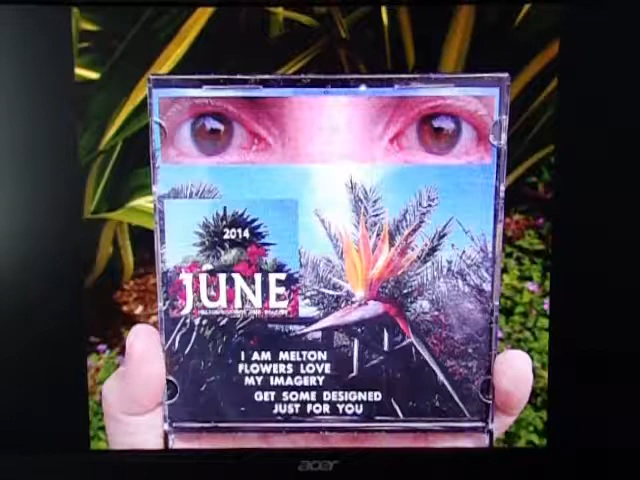 2014
JUNE
I AM MELTON
FLOWERS LOVE
MY IMAGERY
GET SOME DESIGNED
JUST FOR YOU
acer